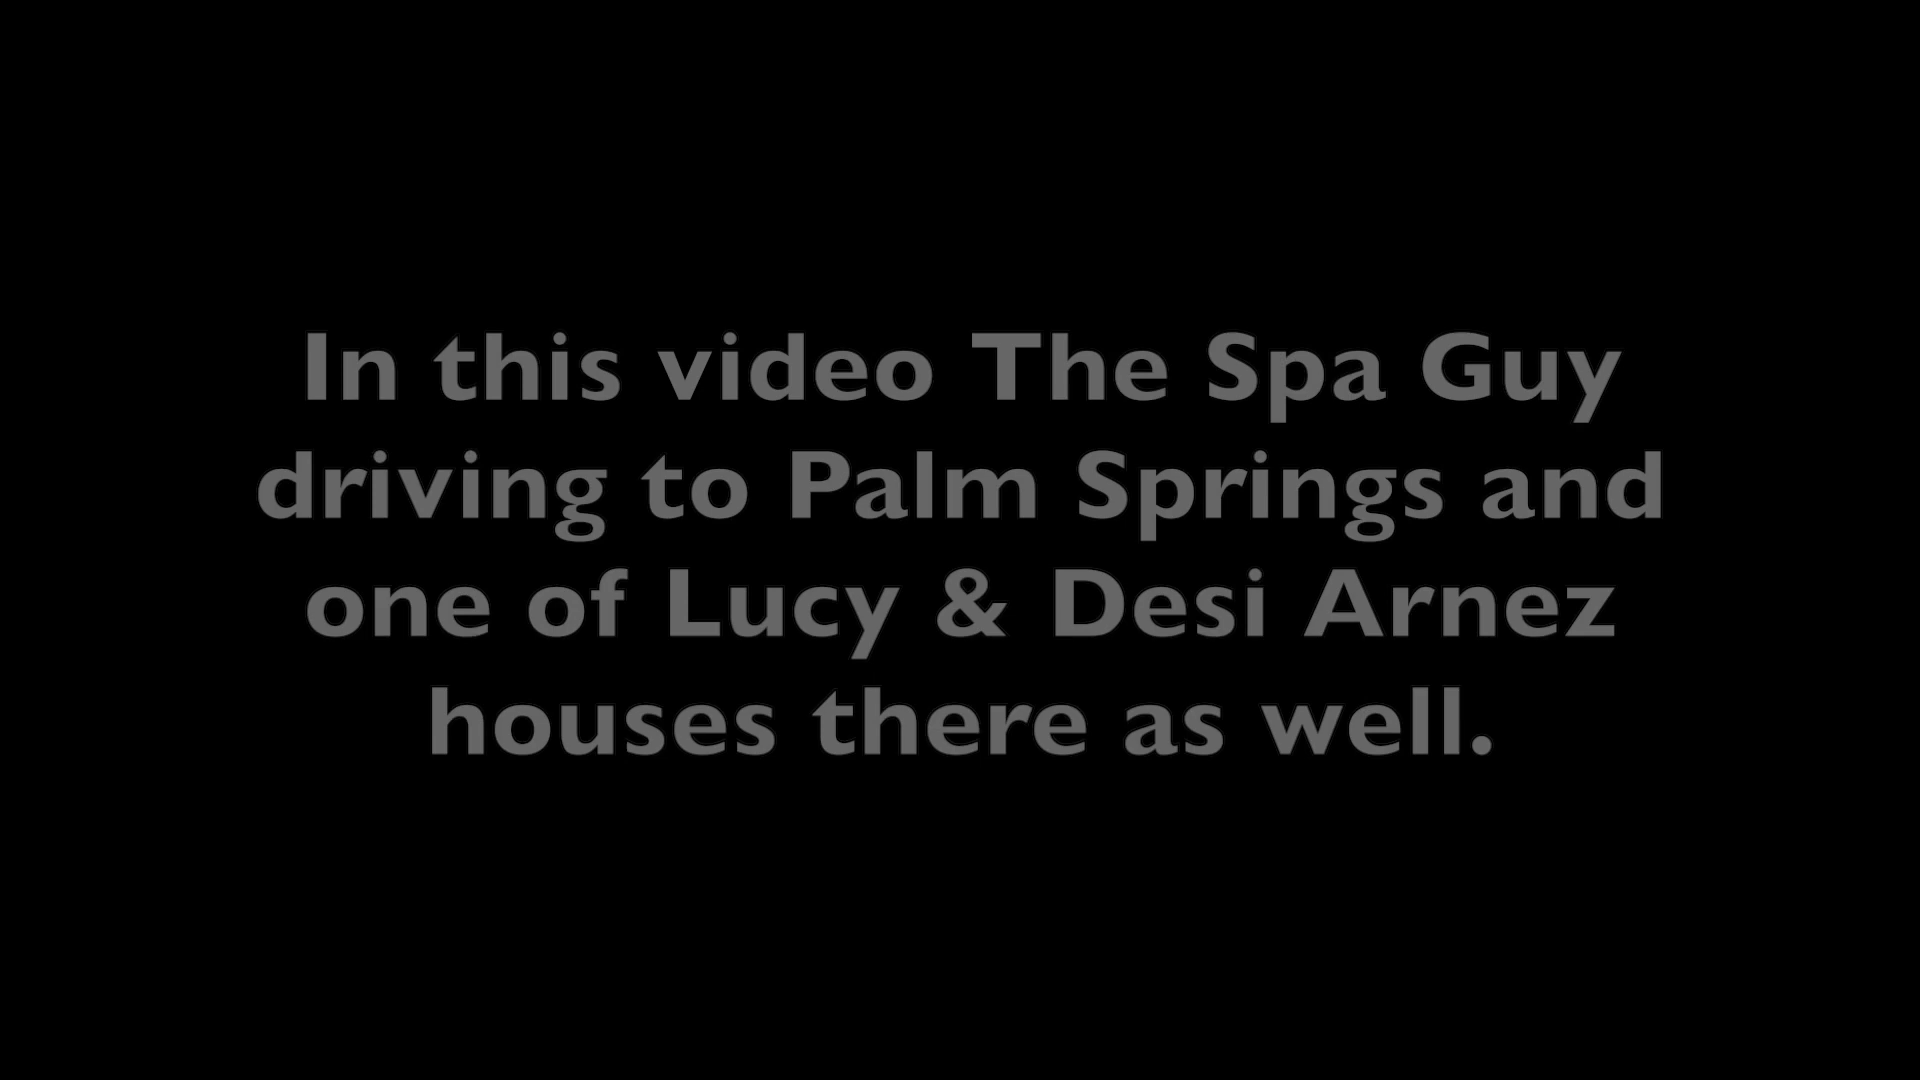 In this video The Spa Guy
driving to Palm Springs and
one of Lucy & Desi Arnez
houses there as well.